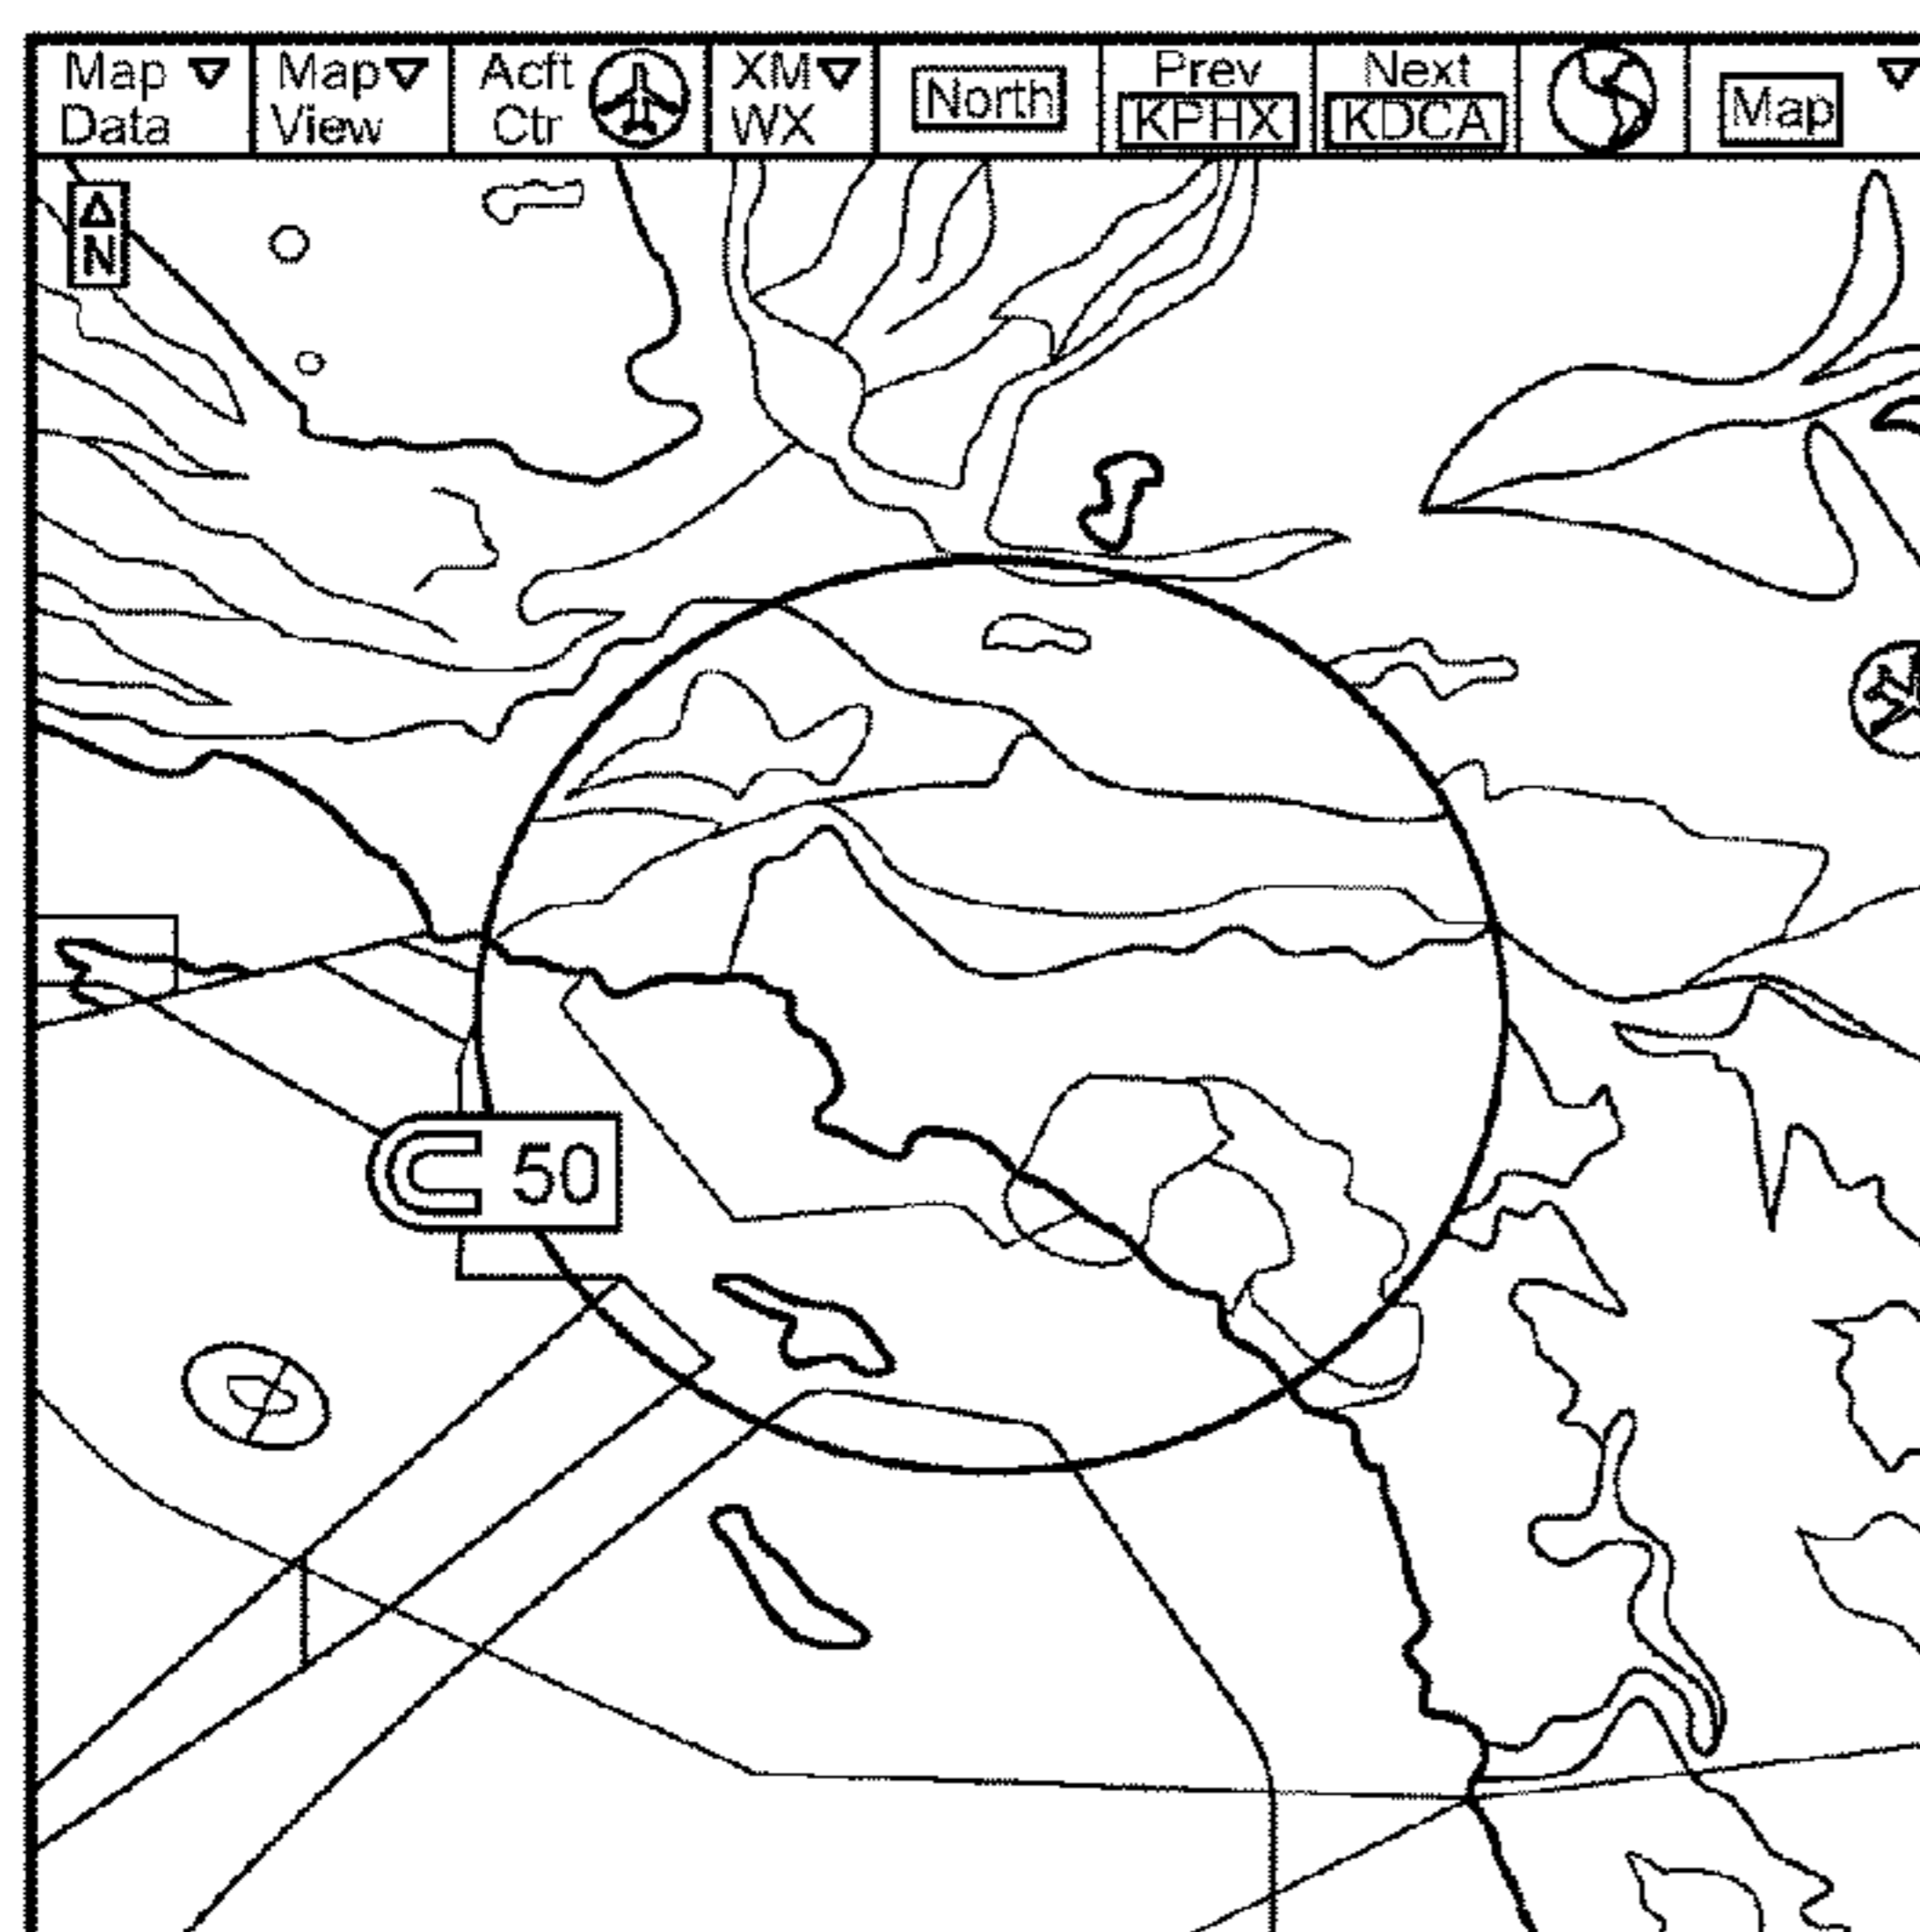 Map Data
Map View
Acft Ctr
XM WX
North
Prev KPHX
Next KDCA
Map
N
50